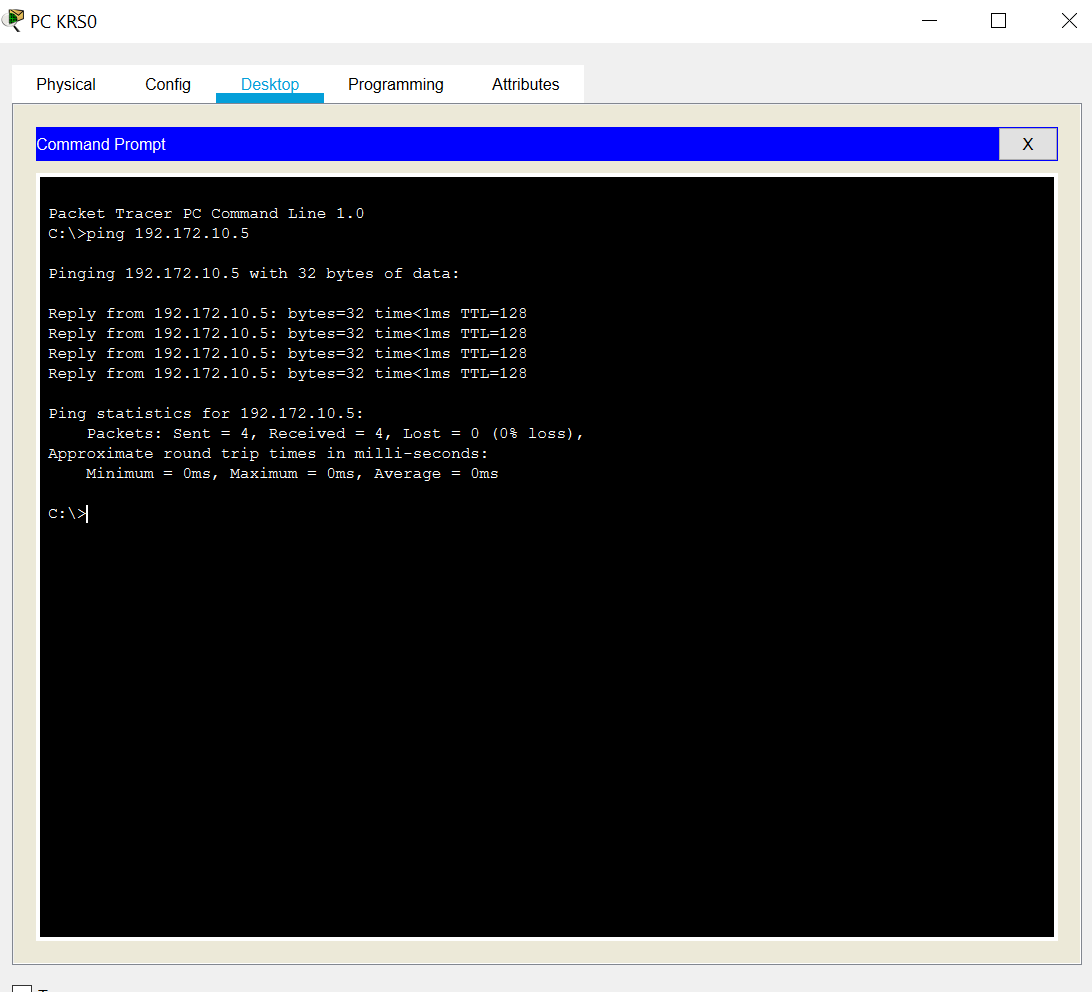 PC KRS0
Physical Config Desktop Programming Attributes
Command Prompt X
Packet Tracer PC Command Line 1.0
C:\>ping 192.172.10.5
Pinging 192.172.10.5 with 32 bytes of data:
Reply from 192.172.10.5: bytes=32 time<1ms TTL=128
Reply from 192.172.10.5: bytes=32 time<1ms TTL=128
Reply from 192.172.10.5: bytes=32 time<1ms TTL=128
Reply from 192.172.10.5: bytes=32 time<1ms TTL=128
Ping statistics for 192.172.10.5:
Packets: Sent = 4, Received = 4, Lost = 0 (0% loss),
Approximate round trip times in milli-seconds:
Minimum = 0ms, Maximum = 0ms, Average = 0ms
C:\>